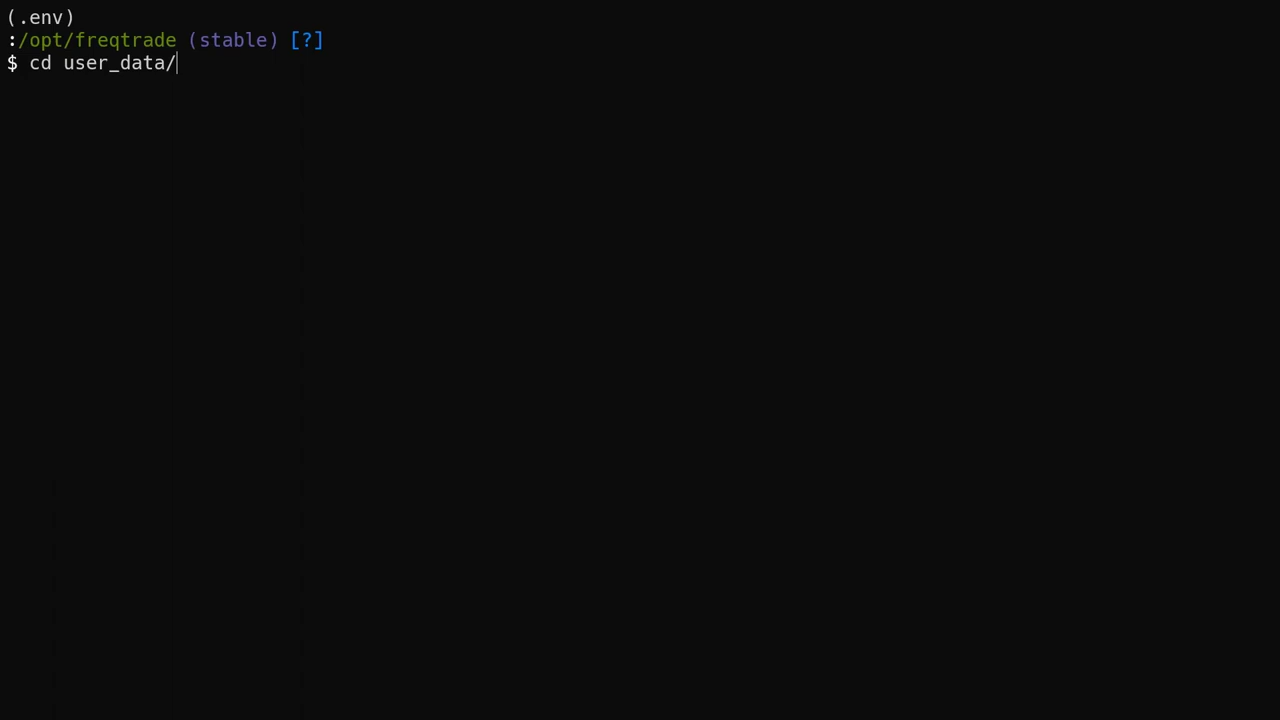 (.env)
:/opt/freqtrade (stable) [?]
$ cd user_data/